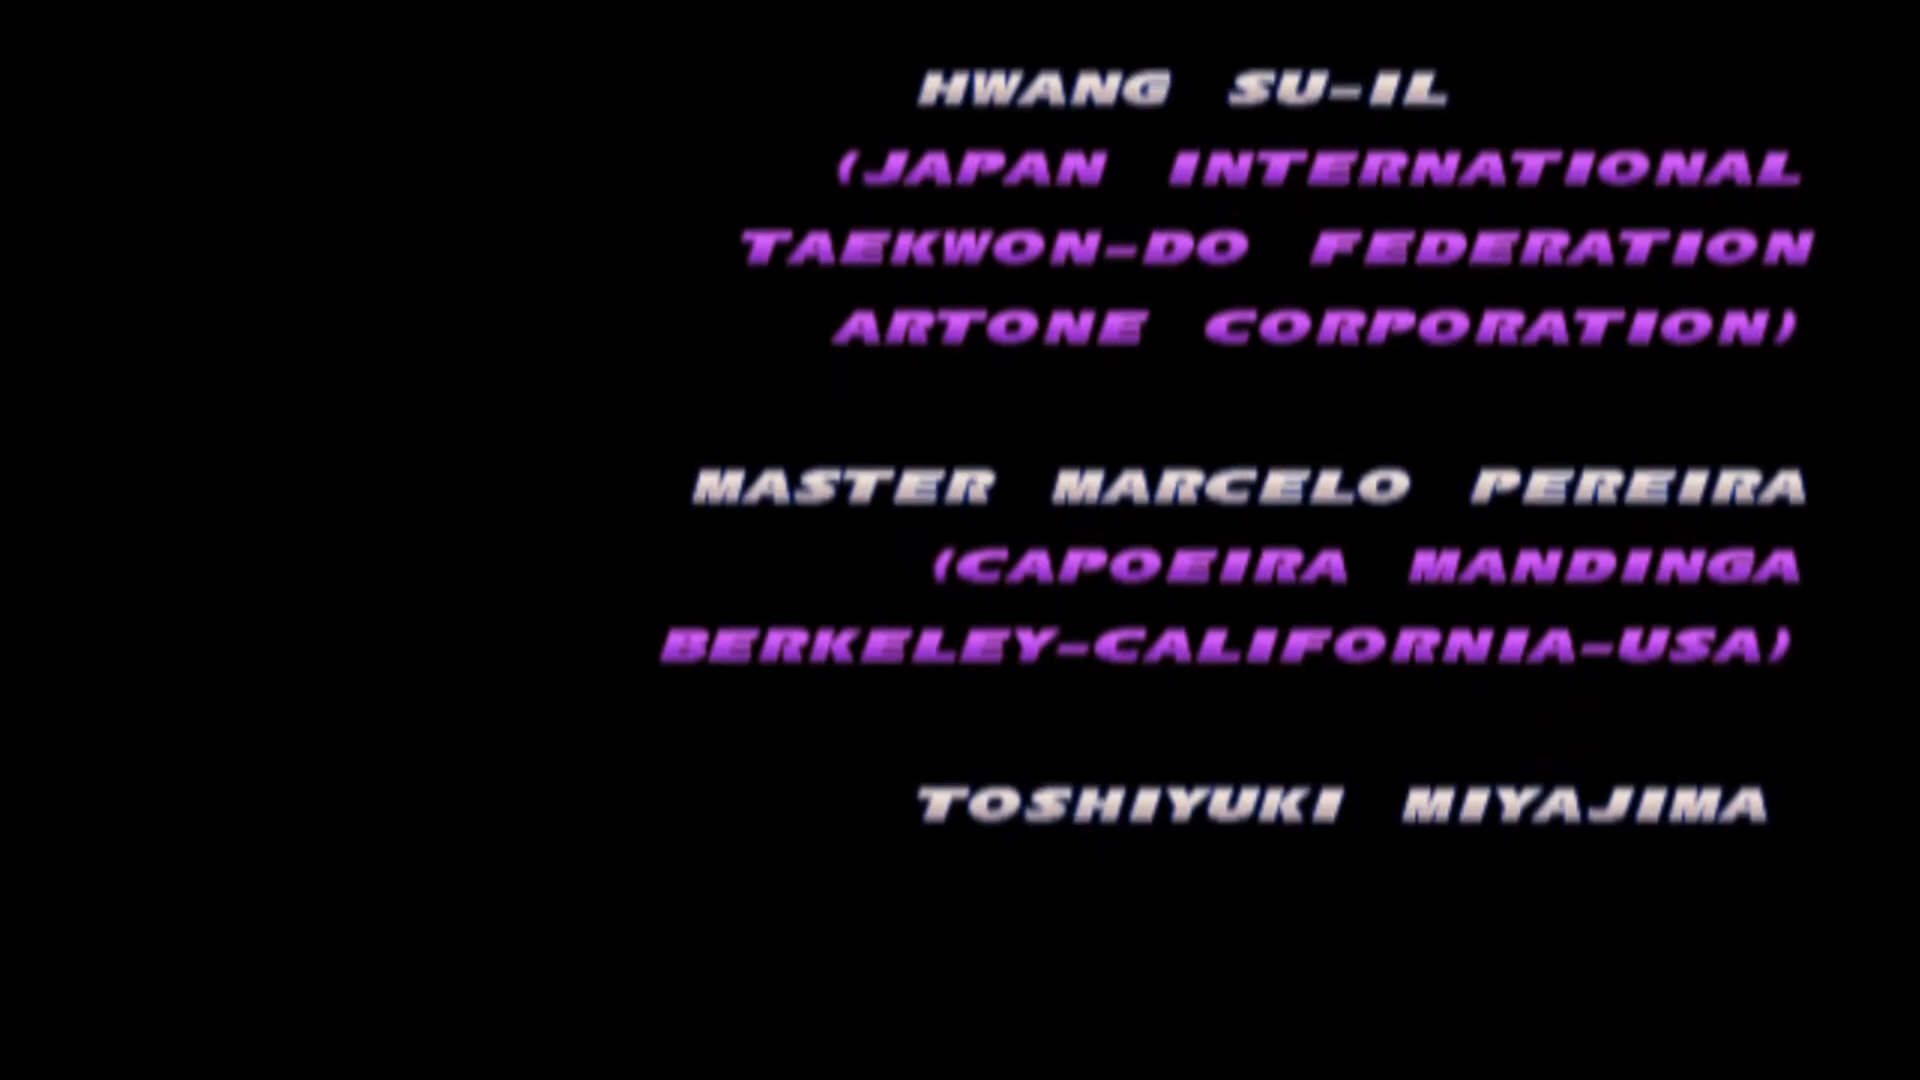 HWANG SU-IL
(JAPAN INTERNATIONAL
TAEKWON-DO FEDERATION
ARTONE CORPORATION)
MASTER MARCELO PEREIRA
(CAPOEIRA MANDINGA
BERKELEY-CALIFORNIA-USA)
TOSHIYUKI MIYAJIMA